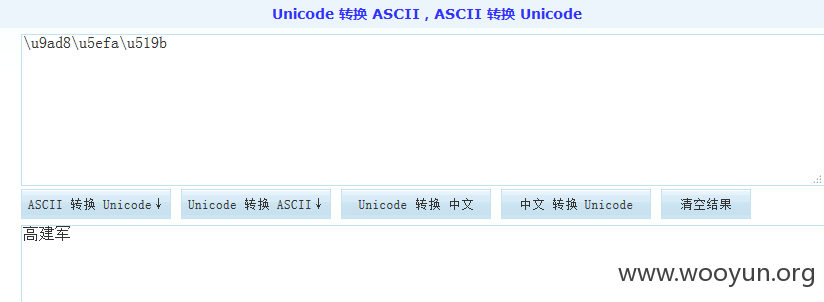 Unicode 转换 ASCII , ASCII 转换 Unicode
\u9ad8\u5efa\u519b
ASCII 转换 Unicode↓ Unicode 转换 ASCII↓ Unicode 转换 中文 中文 转换 Unicode 清空结果
高建军
www.wooyun.org